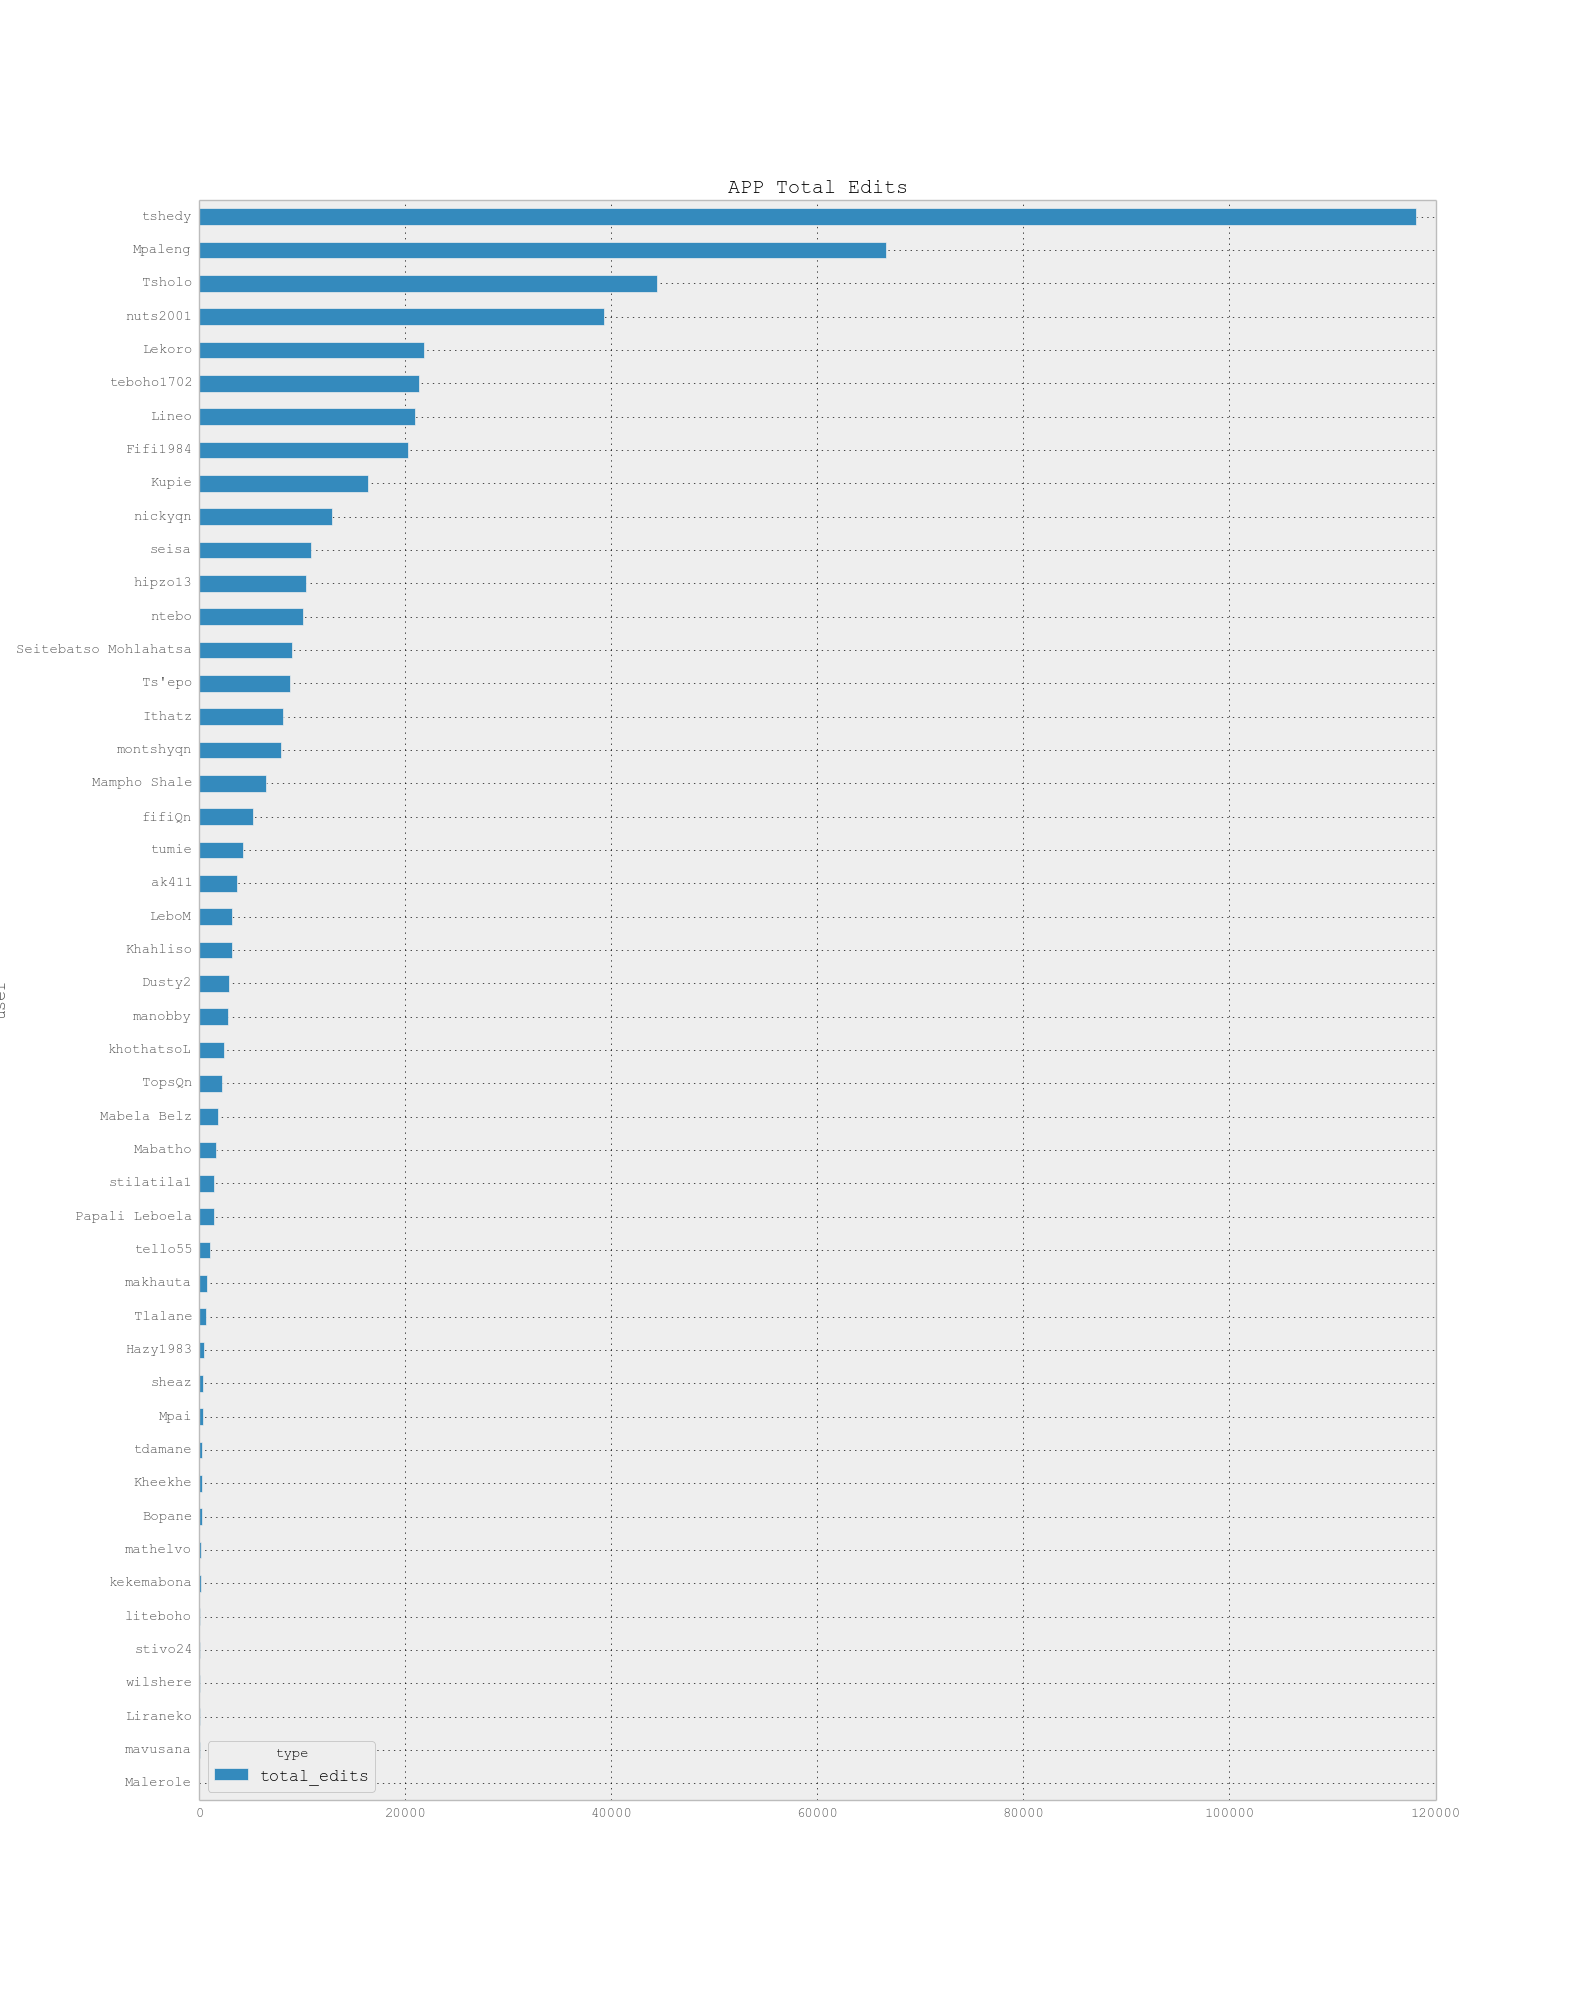 APP Total Edits
tshedy
Mpaleng
Tsholo
nuts2001
Lekoro
teboho1702
Lineo
Fifi1984
Kupie
nickyqn
seisa
hipzo13
ntebo
Seitebatso Mohlahatsa
Ts'epo
Ithatz
montshyqn
Mampho Shale
fifiQn
tumie
ak411
LeboM
Khahliso
Dusty2
user
manobby
khothatsoL
TopsQn
Mabela Belz
Mabatho
stilatila1
Papali Leboela
tello55
makhauta
Tlalane
Hazy1983
sheaz
Mpai
tdamane
Kheekhe
Bopane
mathelvo
kekemabona
liteboho
stivo24
wilshere
Liraneko
mavusana
Malerole
type
total_edits
0 20000 40000 60000 80000 100000 120000